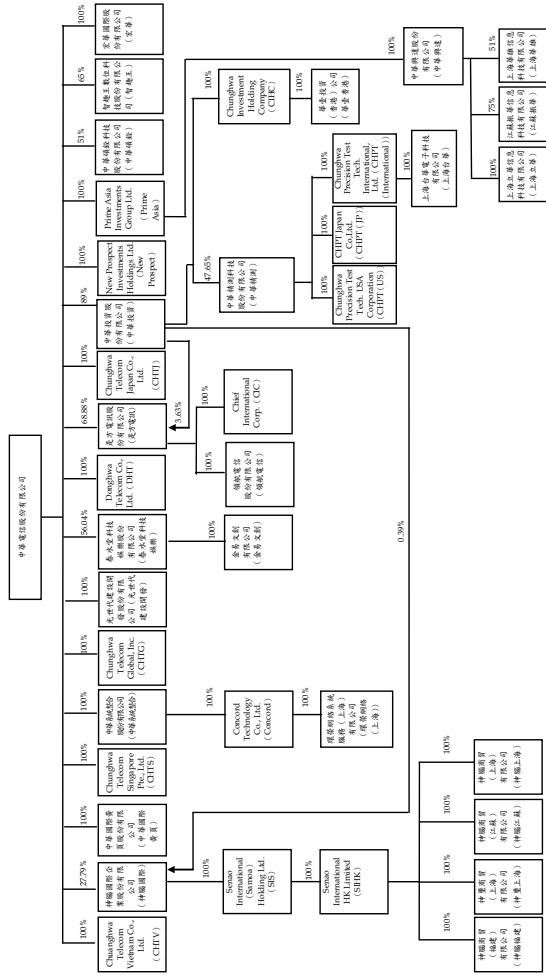 中華電信股份有限公司
100%
27.79%
100%
100%
100%
100%
100%
56.04%
100%
68.88%
100%
89%
100%
100%
51%
65%
100%
Chuanghwa
Telecom
Vietnam Co.,
Ltd.
(CHTV)
神腦國際企
業股份有限
公司
(神腦國際)
中華國際黃
頁股份有限
公司
(中華國際
黃頁)
Chunghwa
Telecom
Singapore
Pte., Ltd.
(CHTS)
中華系統整合
股份有限公司
(中華系統整合)
Chunghwa
Telecom
Global, Inc.
(CHTG)
光世代建設開
發股份有限
公司(光世代
建設開發)
春水堂科技
娛樂股份
有限公司
(春水堂科技
娛樂)
Donghwa
Telecom Co.,
Ltd. (DHT)
是方電訊股
份有限公司
(是方電訊)
Chunghwa
Telecom
Japan Co.,
Ltd.
(CHTJ)
中華投資股
份有限公司
(中華投資)
New Prospect
Investments
Holdings Ltd.
(New
Prospect)
Prime Asia
Investments
Group Ltd.
(Prime
Asia)
中華碩銓科技
股份有限公司
(中華碩銓)
智趣王數位科
技股份有限公
司(智趣王)
宏華國際股
份有限公司
(宏華)
3.63%
0.39%
100%
Senao
International
(Samoa)
Holding Ltd.
(SIS)
100%
Senao
International
HK Limited
(SIHK)
100%
100%
100%
100%
神腦商貿
(福建)
有限公司
(神腦福建)
神璽商貿
(上海)
有限公司
(神璽上海)
神腦商貿
(江蘇)
有限公司
(神腦江蘇)
神腦商貿
(上海)
有限公司
(神腦上海)
100%
Concord
Technology
Co., Ltd.
(Concord)
100%
環榮網絡系統
服務(上海)
有限公司
(環榮網絡
(上海))
100%
金易文創
有限公司
(金易文創)
100%
100%
領航電信
股份有限公司
(領航電信)
Chief
International
Corp. (CIC)
47.65%
100%
中華精測科技
股份有限公司
(中華精測)
Chunghwa
Investment
Holding
Company
(CIHC)
100%
100%
100%
100%
Chunghwa
Precision Test
Tech. USA
Corporation
(CHPT (US))
CHPT Japan
Co,Ltd.
(CHPT (JP))
Chunghwa
Precision Test
Tech.
International,
Ltd. (CHPT
(International))
華壹投資
(香港)公司
(華壹香港)
100%
上海台華電子科技
有限公司
(上海台華)
100%
中華興達股份
有限公司
(中華興達)
100%
75%
51%
上海立華信息
科技有限公司
(上海立華)
江蘇振華信息
科技有限公司
(江蘇振華)
上海華雄信息
科技有限公司
(上海華雄)